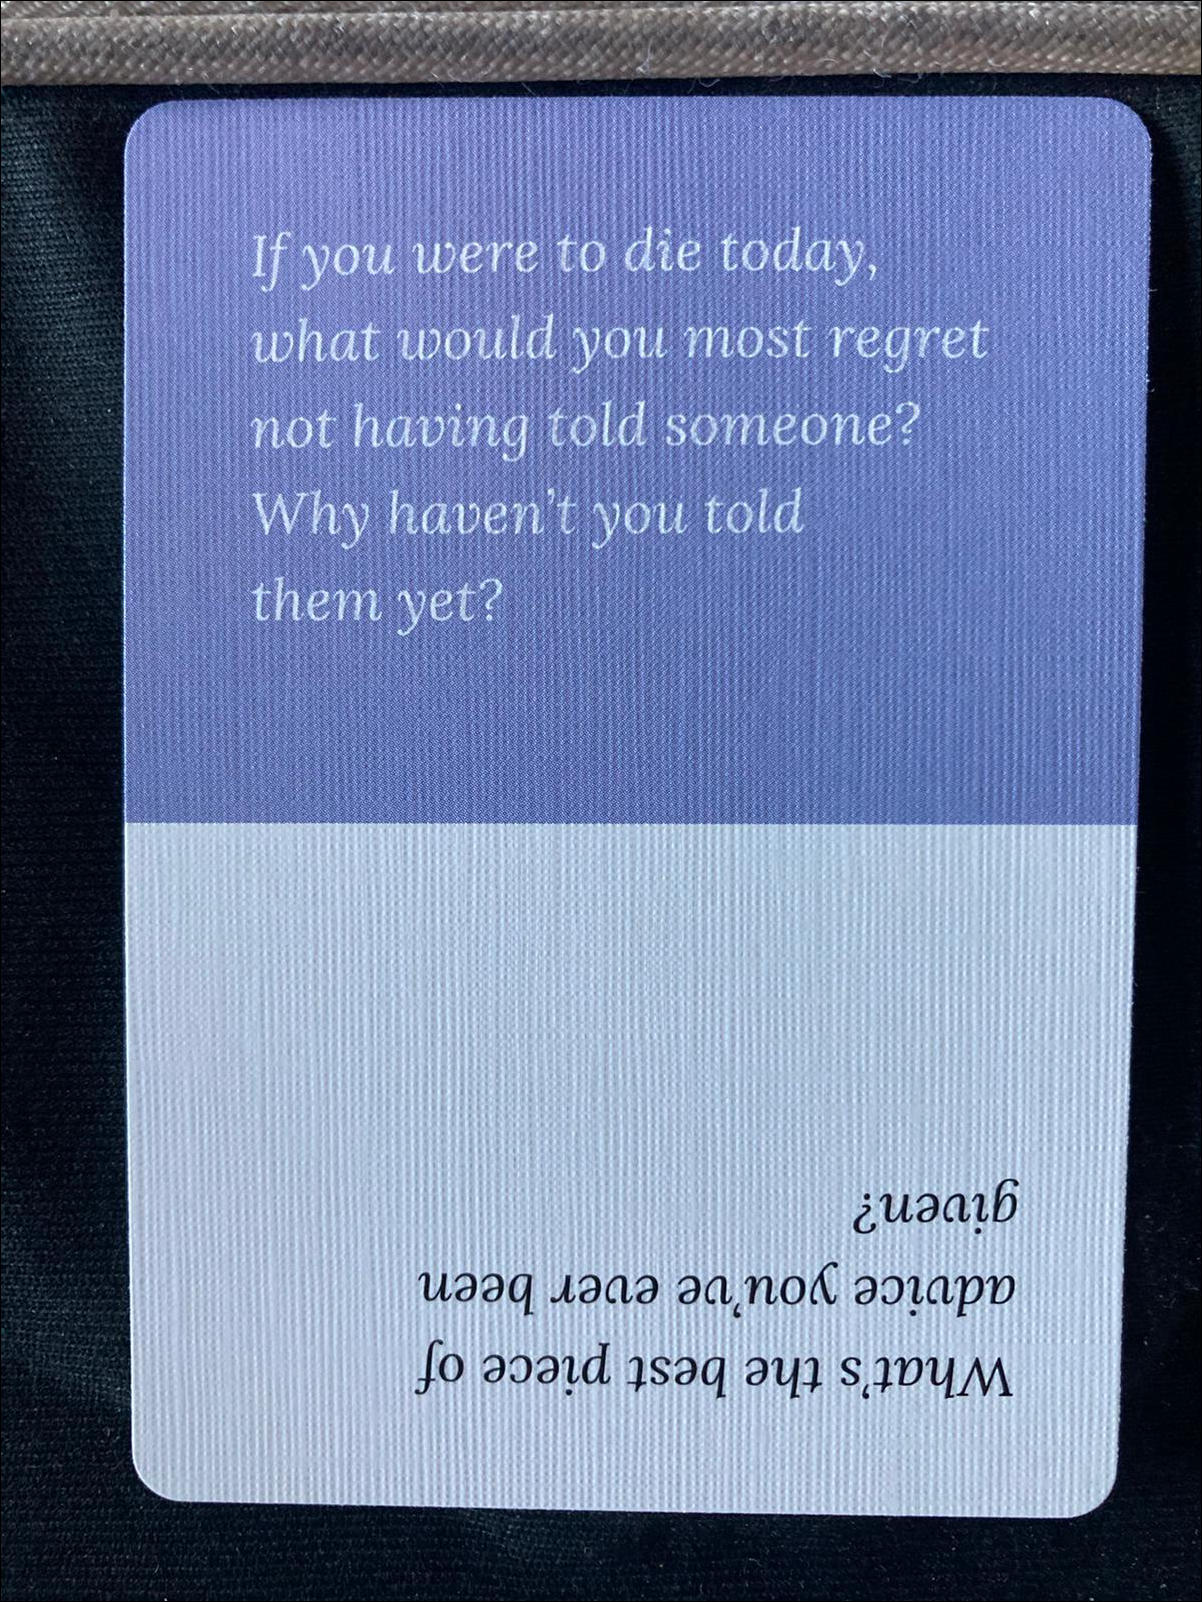 If you were to die today,
what would you most regret
not having told someone?
Why haven't you told
them yet?
What's the best piece of
advice you've ever been
given?